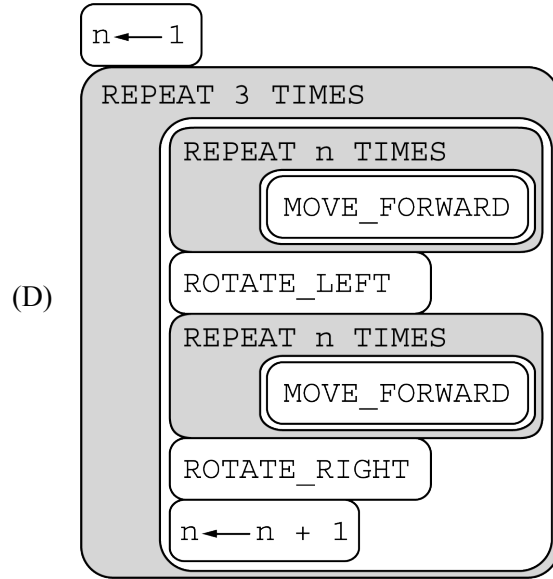 n ← 1
REPEAT 3 TIMES
REPEAT n TIMES
MOVE_FORWARD
(D)
ROTATE_LEFT
REPEAT n TIMES
MOVE_FORWARD
ROTATE_RIGHT
n ← n + 1